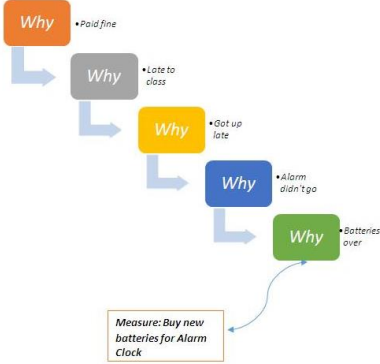 Why
• Paid fine
Why
• Late to
class
Why
• Got up
late
Why
• Alarm
didn't go
Why
• Batteries
over
Measure: Buy new
batteries for Alarm
Clock